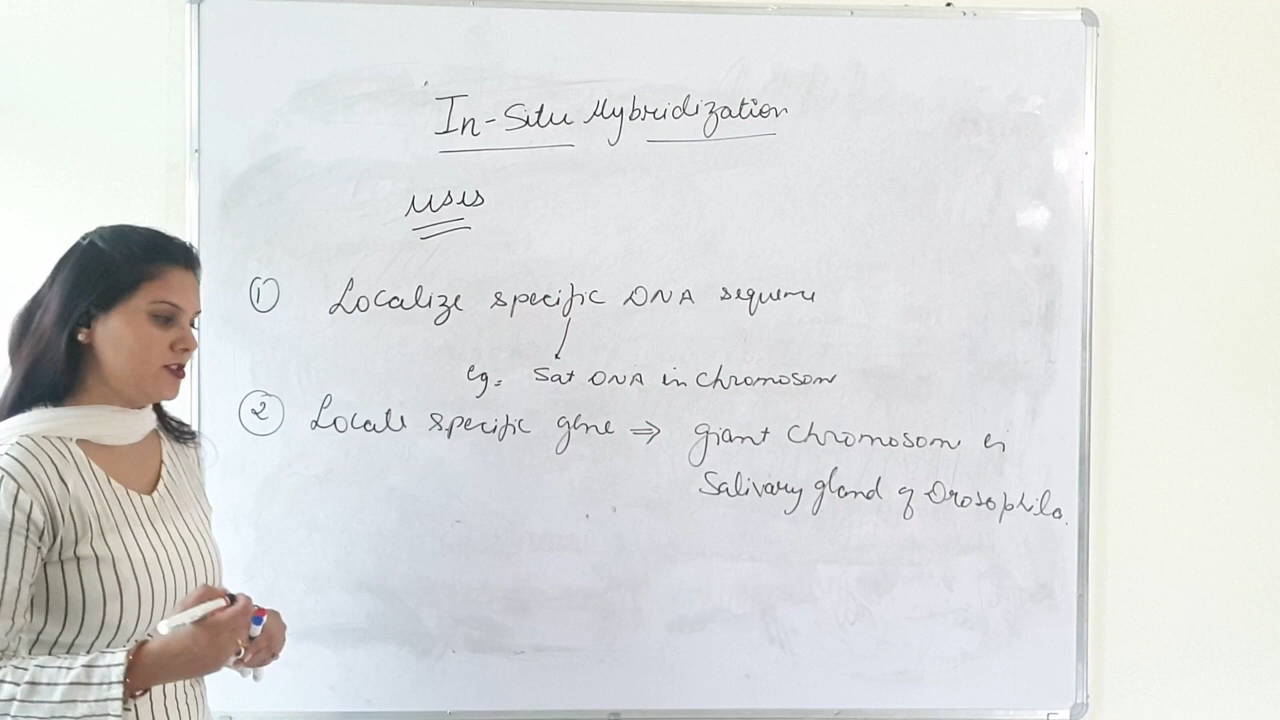 In-Situ Hybridization
uses
① Localize specific DNA sequence
eg. Sat DNA in Chromosom
② Locate specific gene ⇒ giant Chromosom in
Salivary gland of Drosophila.